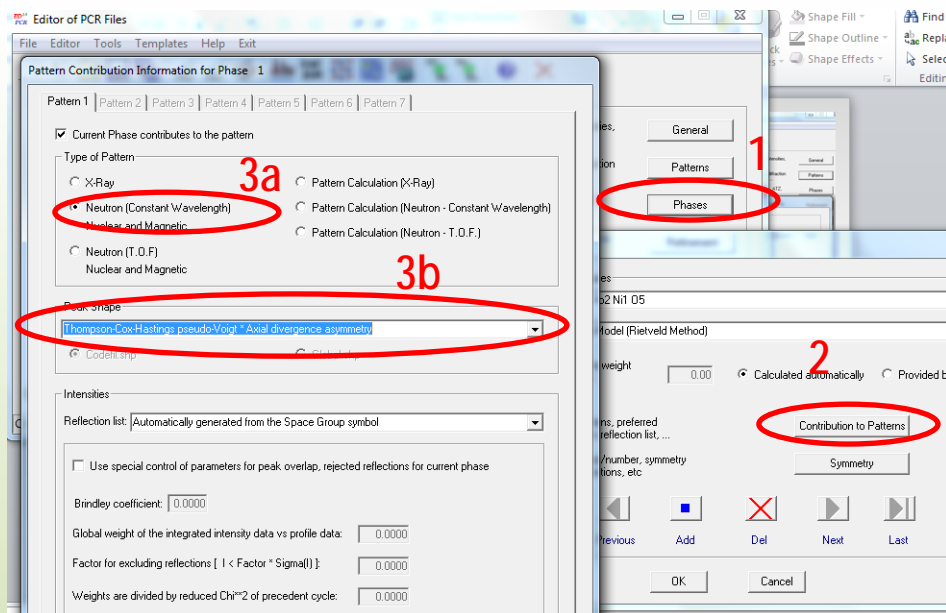 Editor of PCR Files
File Editor Tools Templates Help Exit
Pattern Contribution Information for Phase 1
Pattern 1 Pattern 2 Pattern 3 Pattern 4 Pattern 5 Pattern 6 Pattern 7
Current Phase contributes to the pattern
Type of Pattern
3a
X-Ray
Pattern Calculation (X-Ray)
Neutron (Constant Wavelength)
Nuclear and Magnetic
Pattern Calculation (Neutron - Constant Wavelength)
Neutron (T.O.F)
Nuclear and Magnetic
Pattern Calculation (Neutron - T.O.F.)
3b
Peak Shape
Thompson-Cox-Hastings pseudo-Voigt * Axial divergence asymmetry
Intensities
Reflection list: Automatically generated from the Space Group symbol
Use special control of parameters for peak overlap, rejected reflections for current phase
Brindley coefficient: 0.0000
Global weight of the integrated intensity data vs profile data: 0.0000
Factor for excluding reflections [ I < Factor * Sigma(I) ]: 0.0000
Weights are divided by reduced Chi**2 of precedent cycle: 0.0000
General
1
Patterns
Phases
Shape Fill
Shape Outline
Shape Effects
Find
Ni1 O5
Model (Rietveld Method)
weight
0.00 Calculated automatically Provided
2
preferred
reflection list, ...
Contribution to Patterns
/number, symmetry
etc
Symmetry
Previous Add Del Next Last
OK Cancel